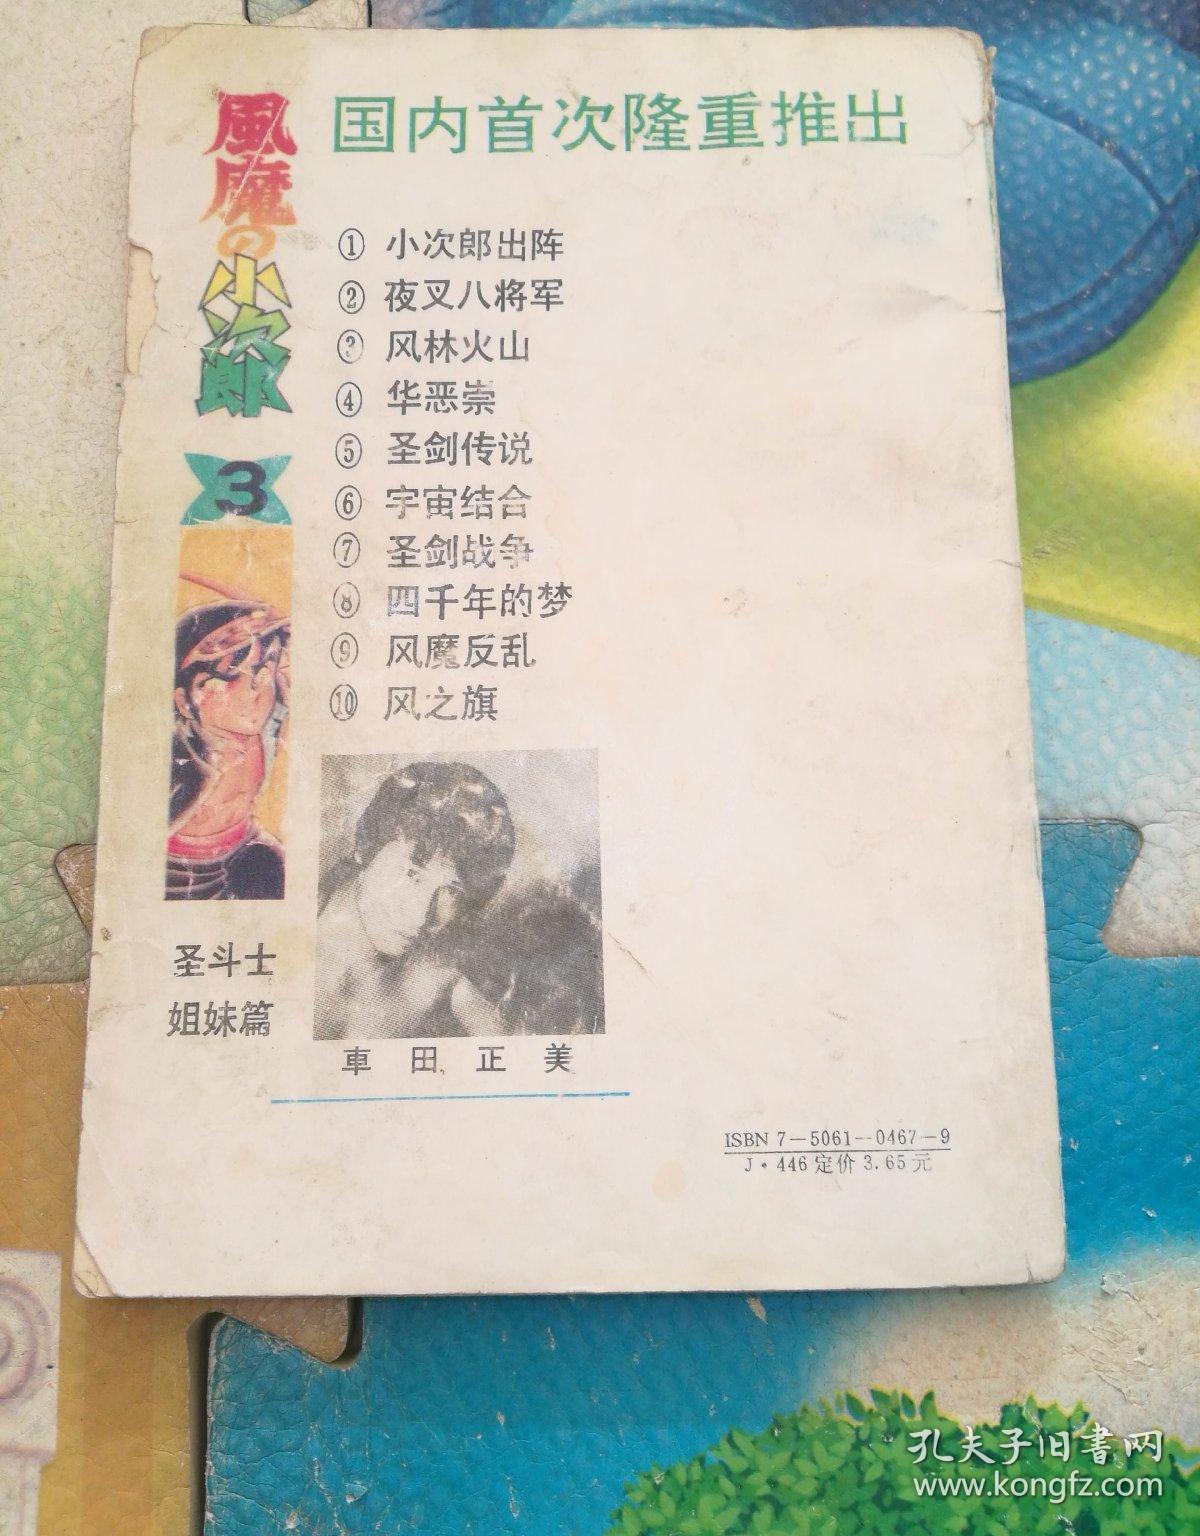 風魔の小次郎
3
圣斗士
姐妹篇
国内首次隆重推出
① 小次郎出阵
② 夜叉八将军
③ 风林火山
④ 华恶崇
⑤ 圣剑传说
⑥ 宇宙结合
⑦ 圣剑战争
⑧ 四千年的梦
⑨ 风魔反乱
⑩ 风之旗
車田正美
ISBN 7-5061-0467-9
J·446 定价3.65元
孔夫子旧書网
www.kongfz.com